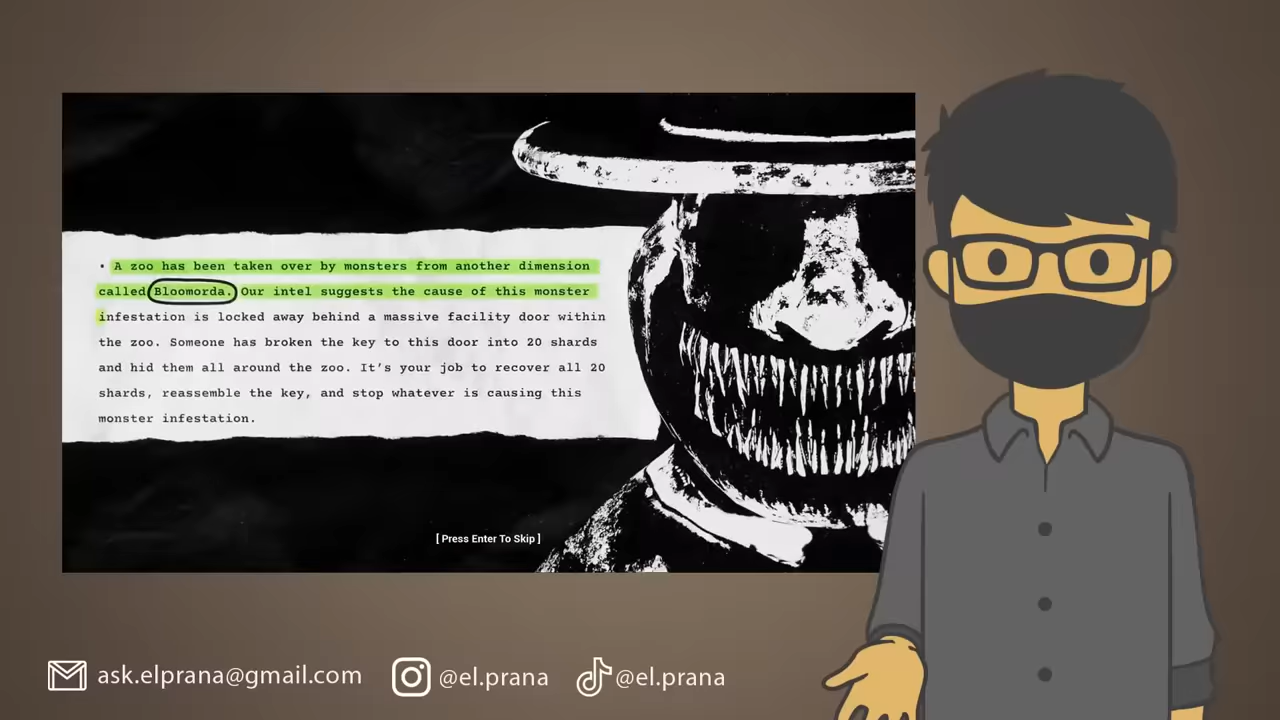 • A zoo has been taken over by monsters from another dimension
called Bloomorda. Our intel suggests the cause of this monster
infestation is locked away behind a massive facility door within
the zoo. Someone has broken the key to this door into 20 shards
and hid them all around the zoo. It's your job to recover all 20
shards, reassemble the key, and stop whatever is causing this
monster infestation.
[ Press Enter To Skip ]
ask.elprana@gmail.com @el.prana @el.prana